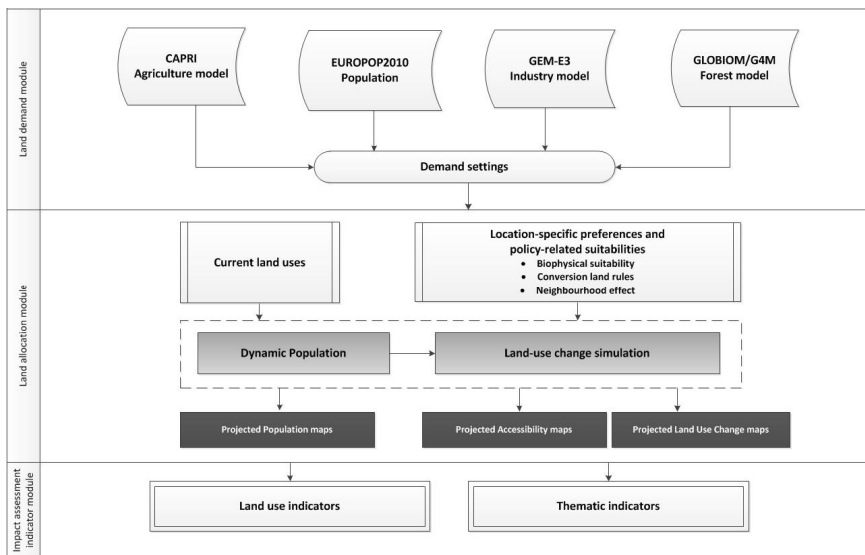 Land demand module
CAPRI
Agriculture model
EUROPOP2010
Population
GEM-E3
Industry model
GLOBIOM/G4M
Forest model
Demand settings
Land allocation module
Current land uses
Location-specific preferences and
policy-related suitabilities
• Biophysical suitability
• Conversion land rules
• Neighbourhood effect
Dynamic Population
Land-use change simulation
Projected Population maps
Projected Accessibility maps
Projected Land Use Change maps
Impact assessment
indicator module
Land use indicators
Thematic indicators